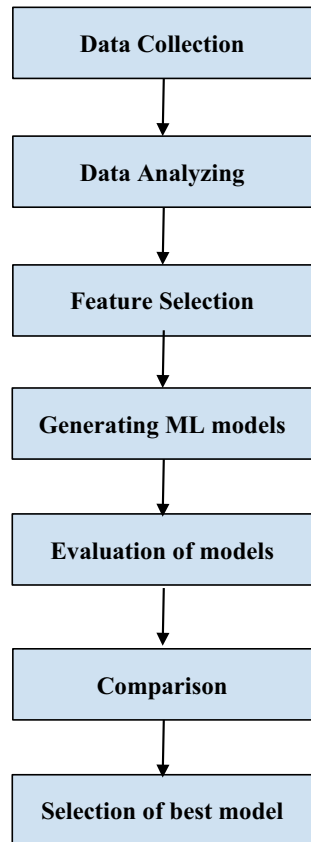 Data Collection
Data Analyzing
Feature Selection
Generating ML models
Evaluation of models
Comparison
Selection of best model